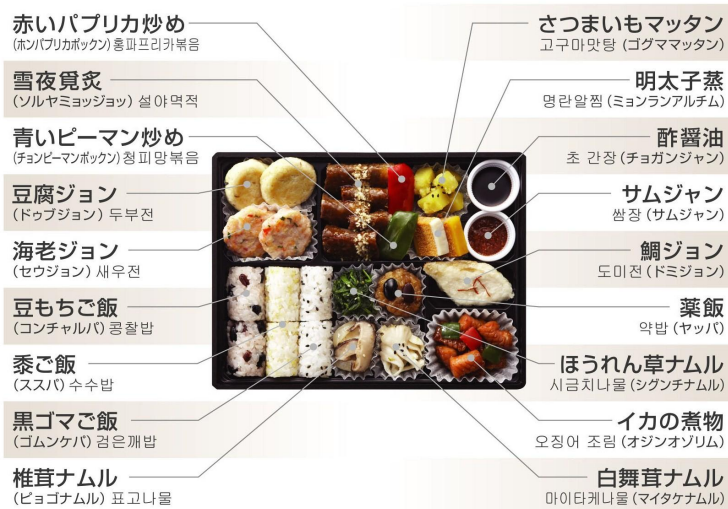 赤いパプリカ炒め
(ホンパプリカポックン) 홍파프리카볶음
雪夜覓炙
(ソルヤミョッジョッ) 설야멱적
青いピーマン炒め
(チョンピーマンポックン) 청피망볶음
豆腐ジョン
(ドゥブジョン) 두부전
海老ジョン
(セウジョン) 새우전
豆もちご飯
(コンチャルバ) 콩찰밥
黍ご飯
(ススバ) 수수밥
黒ゴマご飯
(ゴムンケバ) 검은깨밥
椎茸ナムル
(ピョゴナムル) 표고나물
さつまいもマッタン
고구마맛탕 (ゴグママッタン)
明太子蒸
명란알찜 (ミョンランアルチム)
酢醤油
초 간장 (チョガンジャン)
サムジャン
쌈장 (サムジャン)
鯛ジョン
도미전 (ドミジョン)
薬飯
약밥 (ヤッパ)
ほうれん草ナムル
시금치나물 (シグンチナムル)
イカの煮物
오징어 조림 (オジンオゾリム)
白舞茸ナムル
마이타케나물 (マイタケナムル)